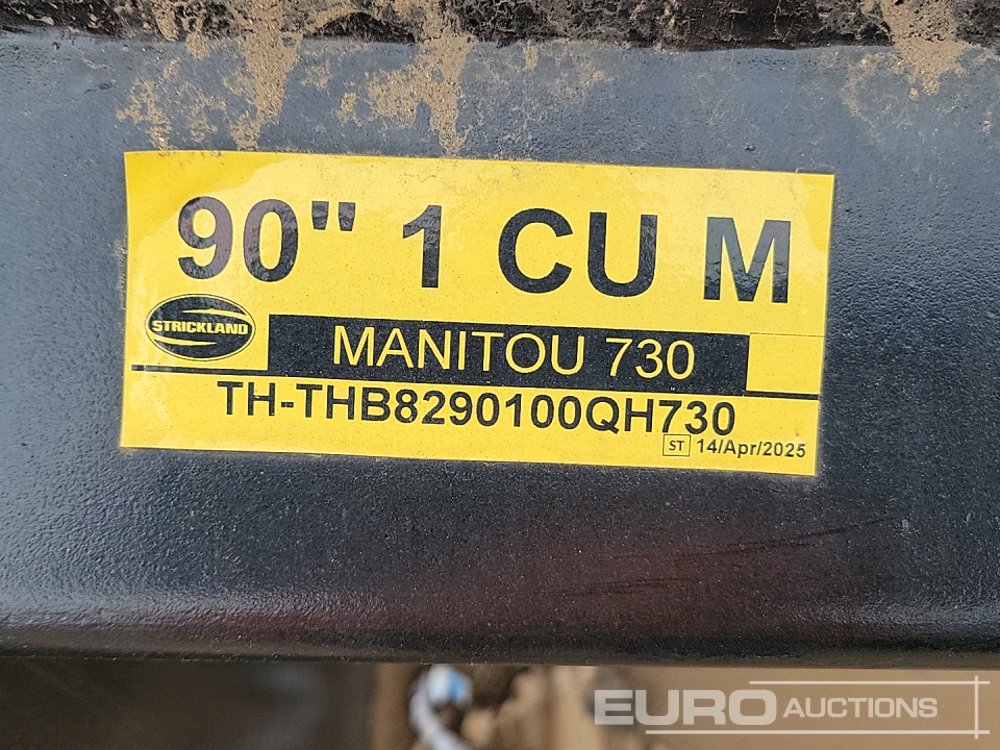 90" 1 CU M
STRICKLAND
MANITOU 730
TH-THB8290100QH730
ST 14/Apr/2025
EURO AUCTIONS